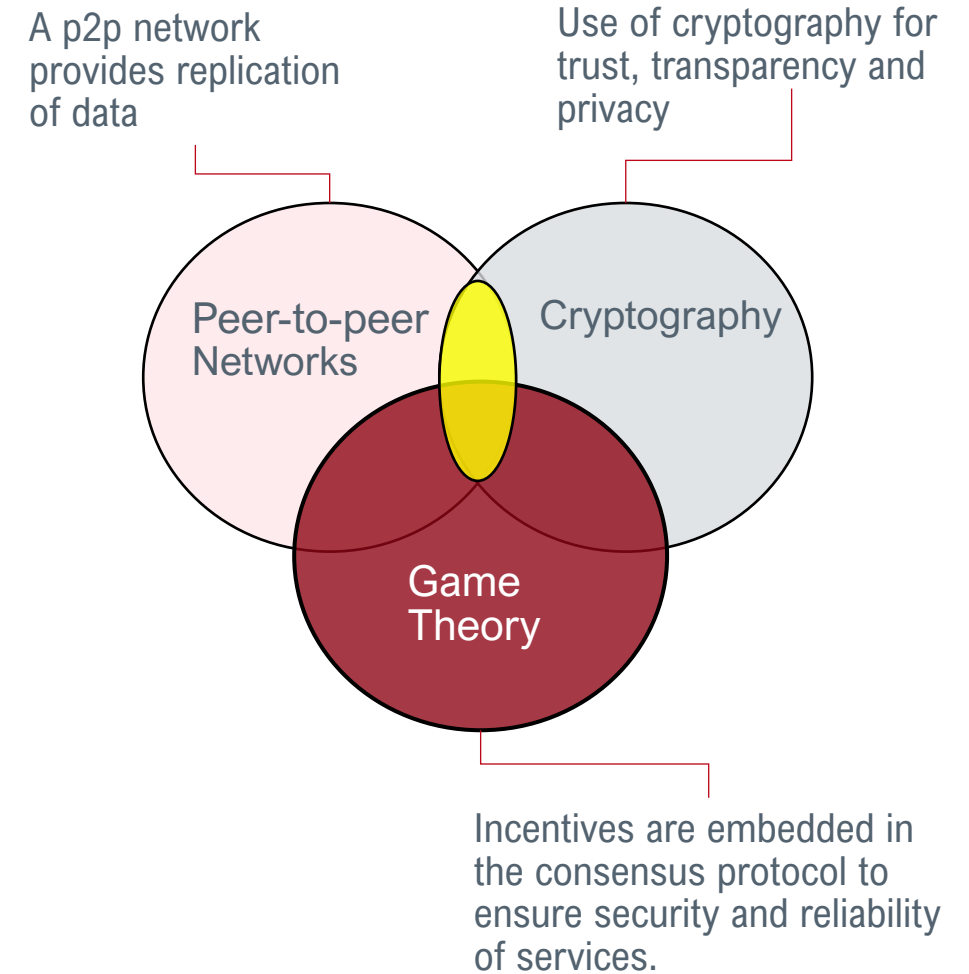 A p2p network
provides replication
of data
Use of cryptography for
trust, transparency and
privacy
Peer-to-peer
Networks
Cryptography
Game
Theory
Incentives are embedded in
the consensus protocol to
ensure security and reliability
of services.